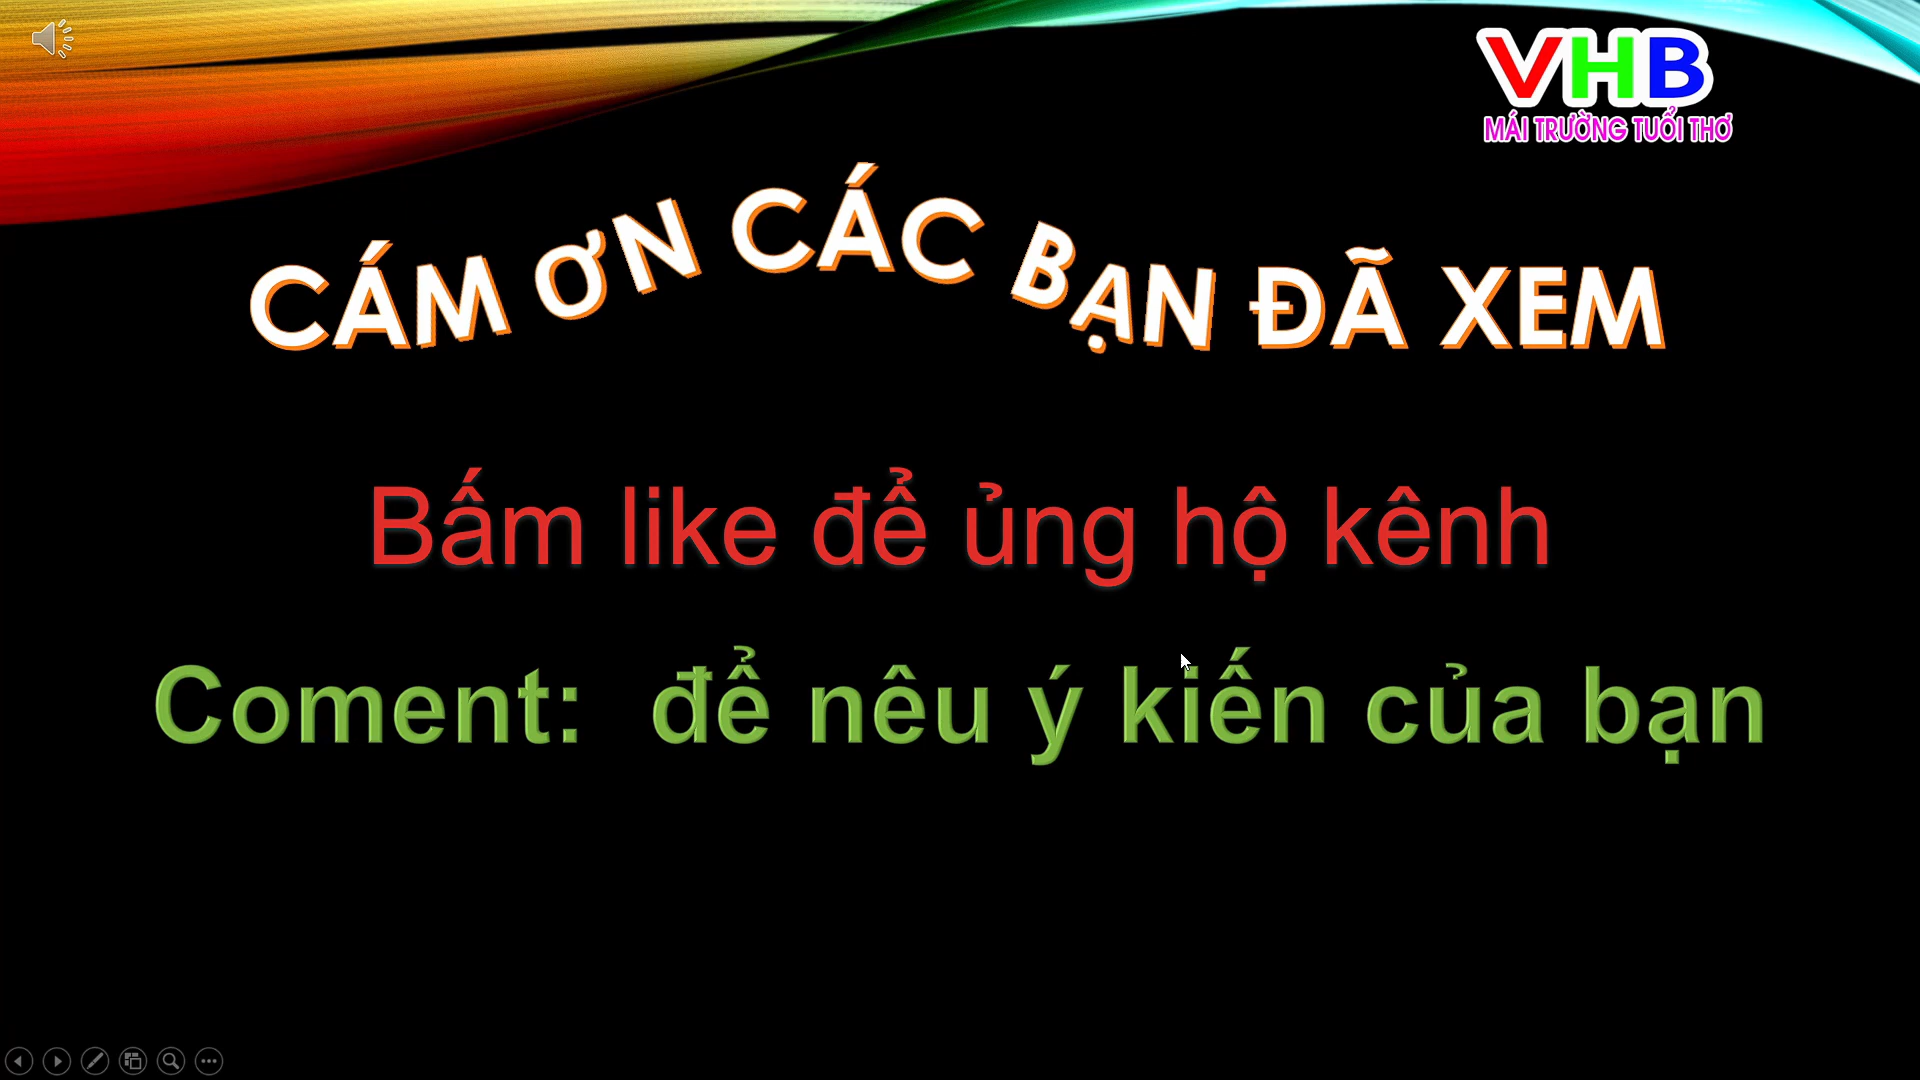 VHB
MÁI TRƯỜNG TUỔI THƠ
CÁM ƠN CÁC BẠN ĐÃ XEM
Bấm like để ủng hộ kênh
Coment: để nêu ý kiến của bạn